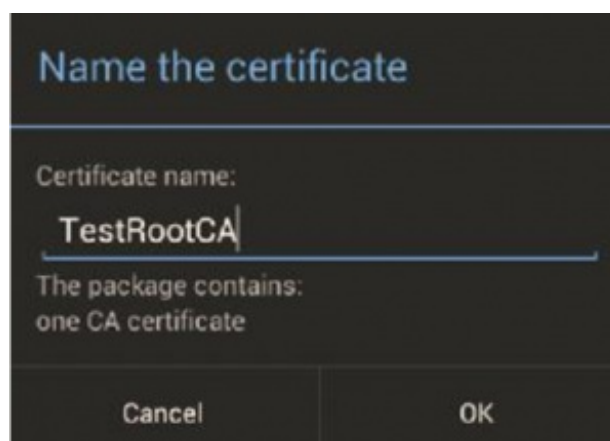 Name the certificate
Certificate name:
TestRootCA
The package contains:
one CA certificate
Cancel OK